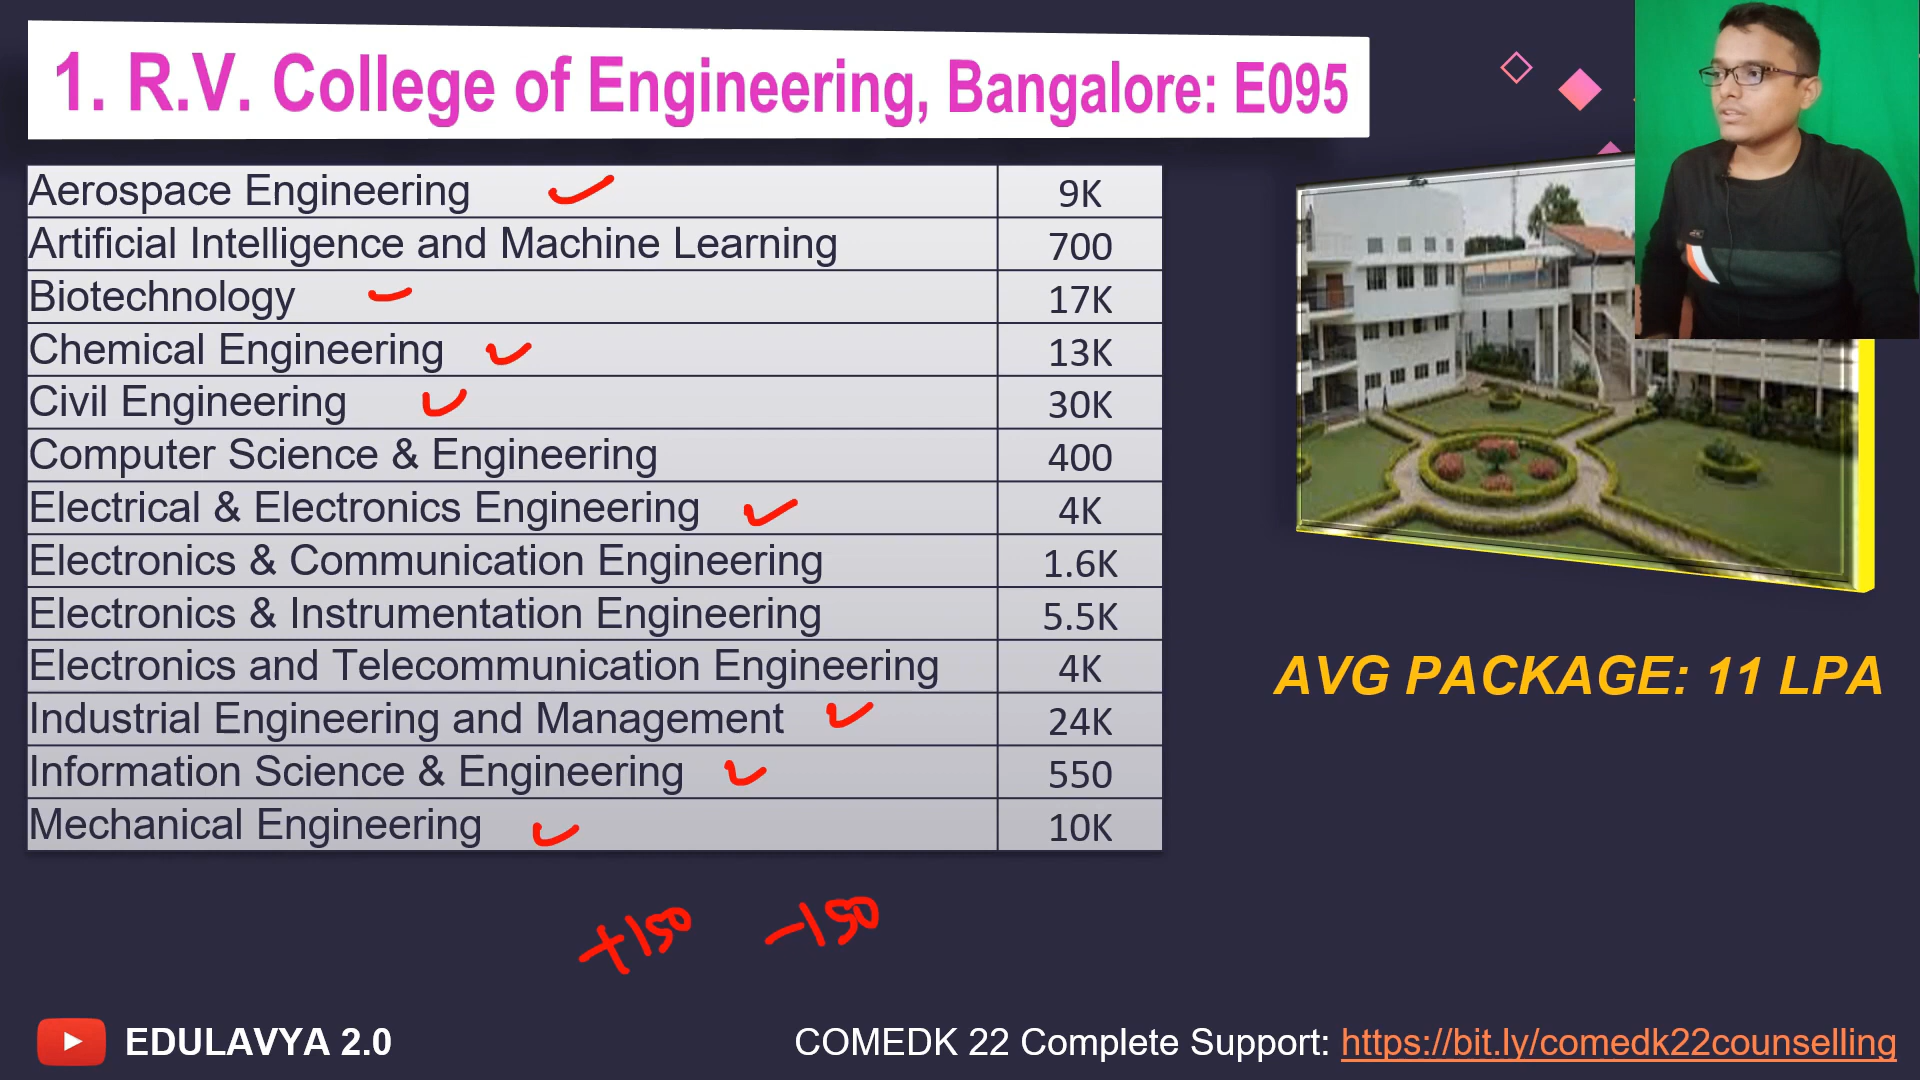 1. R.V. College of Engineering, Bangalore: E095
Aerospace Engineering 9K
Artificial Intelligence and Machine Learning 700
Biotechnology 17K
Chemical Engineering 13K
Civil Engineering 30K
Computer Science & Engineering 400
Electrical & Electronics Engineering 4K
Electronics & Communication Engineering 1.6K
Electronics & Instrumentation Engineering 5.5K
Electronics and Telecommunication Engineering 4K
Industrial Engineering and Management 24K
Information Science & Engineering 550
Mechanical Engineering 10K
AVG PACKAGE: 11 LPA
+150 -150
EDULAVYA 2.0
COMEDK 22 Complete Support: https://bit.ly/comedk22counselling